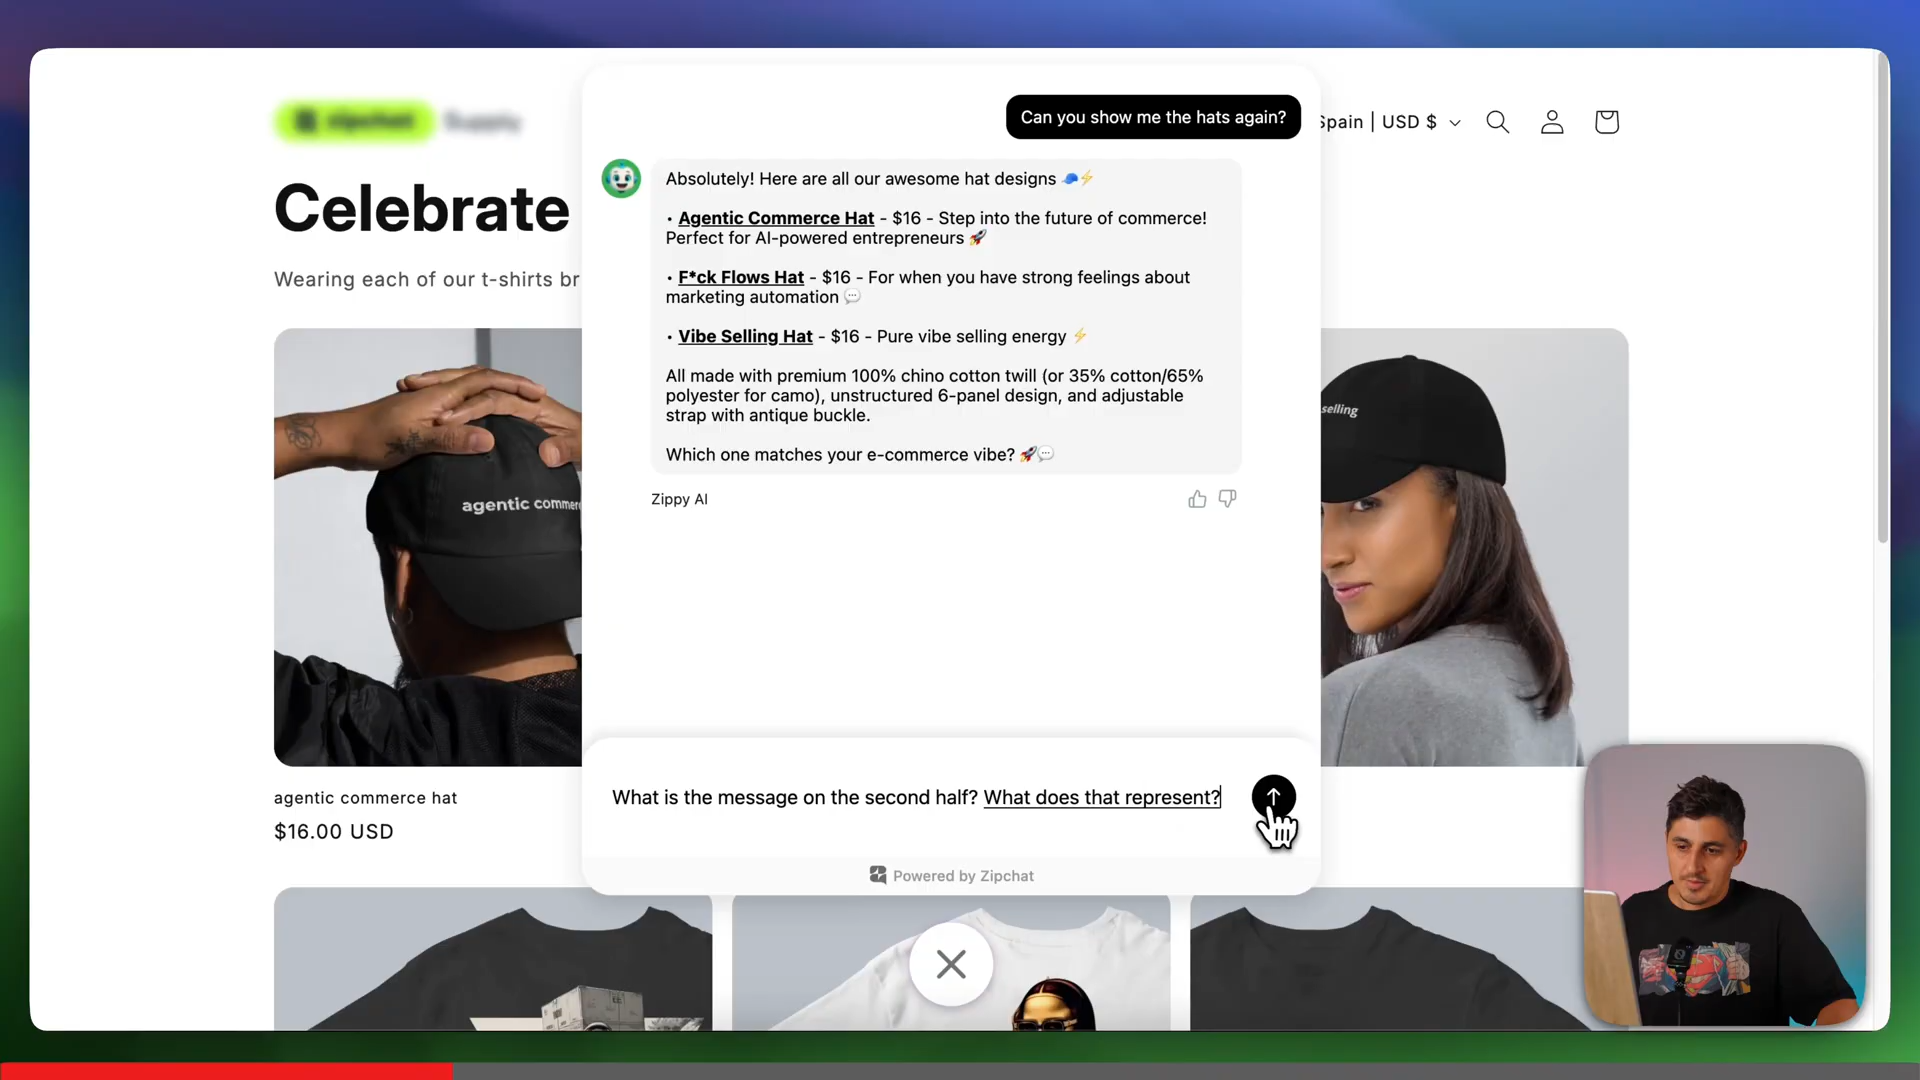 zipchat Supply
Can you show me the hats again?
Spain | USD $
Celebrate
Wearing each of our t-shirts br
Absolutely! Here are all our awesome hat designs 🧢⚡
• Agentic Commerce Hat - $16 - Step into the future of commerce!
Perfect for AI-powered entrepreneurs 🚀
• F*ck Flows Hat - $16 - For when you have strong feelings about
marketing automation 💬
• Vibe Selling Hat - $16 - Pure vibe selling energy ⚡
All made with premium 100% chino cotton twill (or 35% cotton/65%
polyester for camo), unstructured 6-panel design, and adjustable
strap with antique buckle.
Which one matches your e-commerce vibe? 🚀💬
Zippy AI
agentic commer
selling
What is the message on the second half? What does that represent?
agentic commerce hat
$16.00 USD
Powered by Zipchat